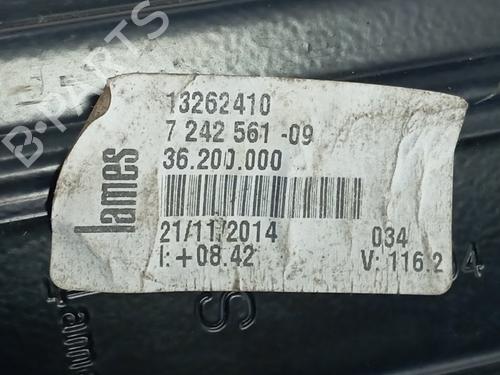 B-PARTS
13262410
7 242 561 -09
36.200.000
lames
21/11/2014
034
I: +08.42
V: 116.2